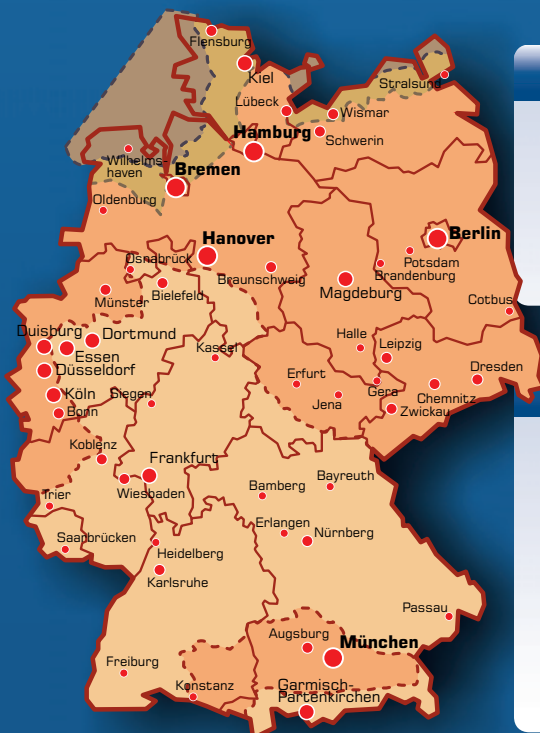 Flensburg
Kiel
Stralsund
Lübeck
Wismar
Hamburg
Schwerin
Wilhelms-
haven
Bremen
Oldenburg
Berlin
Hanover
Osnabrück
Potsdam
Braunschweig
Brandenburg
Magdeburg
Bielefeld
Münster
Cotbus
Duisburg
Dortmund
Halle
Leipzig
Kassel
Essen
Düsseldorf
Dresden
Erfurt
Gera
Köln
Siegen
Jena
Chemnitz
Bonn
Zwickau
Koblenz
Frankfurt
Bayreuth
Wiesbaden
Bamberg
Trier
Erlangen
Nürnberg
Saarbrücken
Heidelberg
Karlsruhe
Passau
Augsburg
München
Freiburg
Konstanz
Garmisch-
Partenkirchen